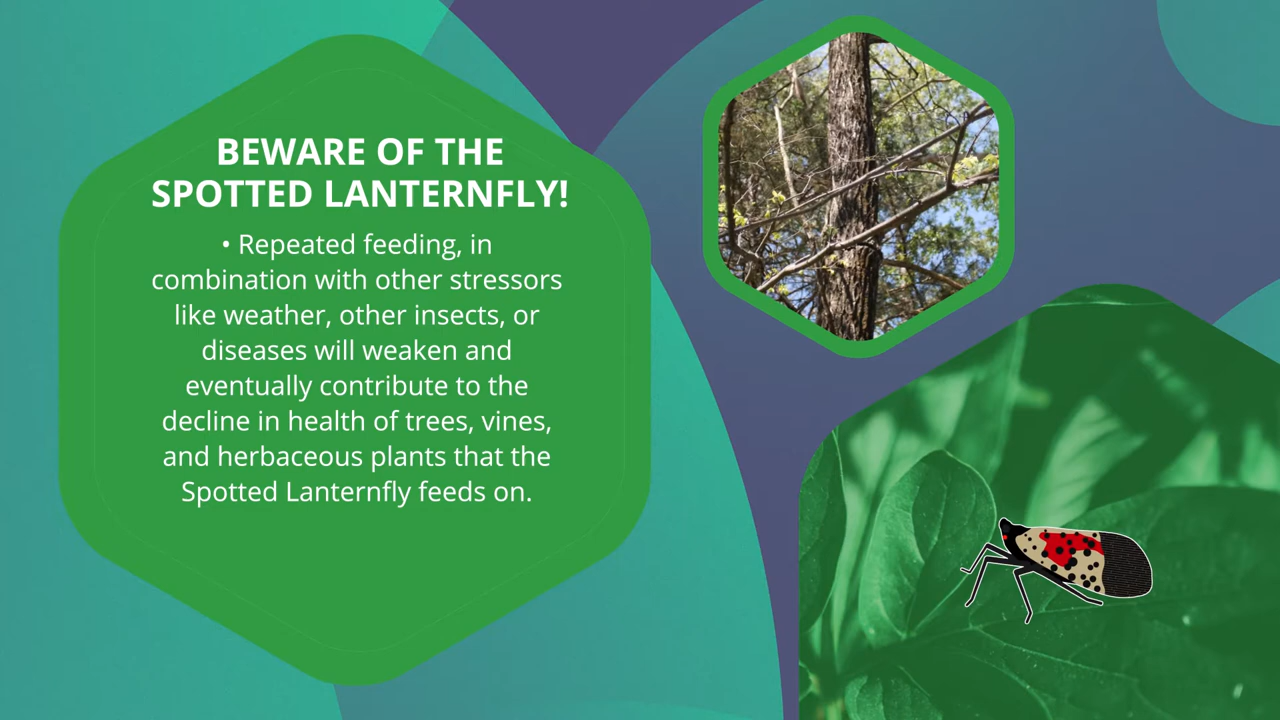 BEWARE OF THE
SPOTTED LANTERNFLY!
• Repeated feeding, in
combination with other stressors
like weather, other insects, or
diseases will weaken and
eventually contribute to the
decline in health of trees, vines,
and herbaceous plants that the
Spotted Lanternfly feeds on.